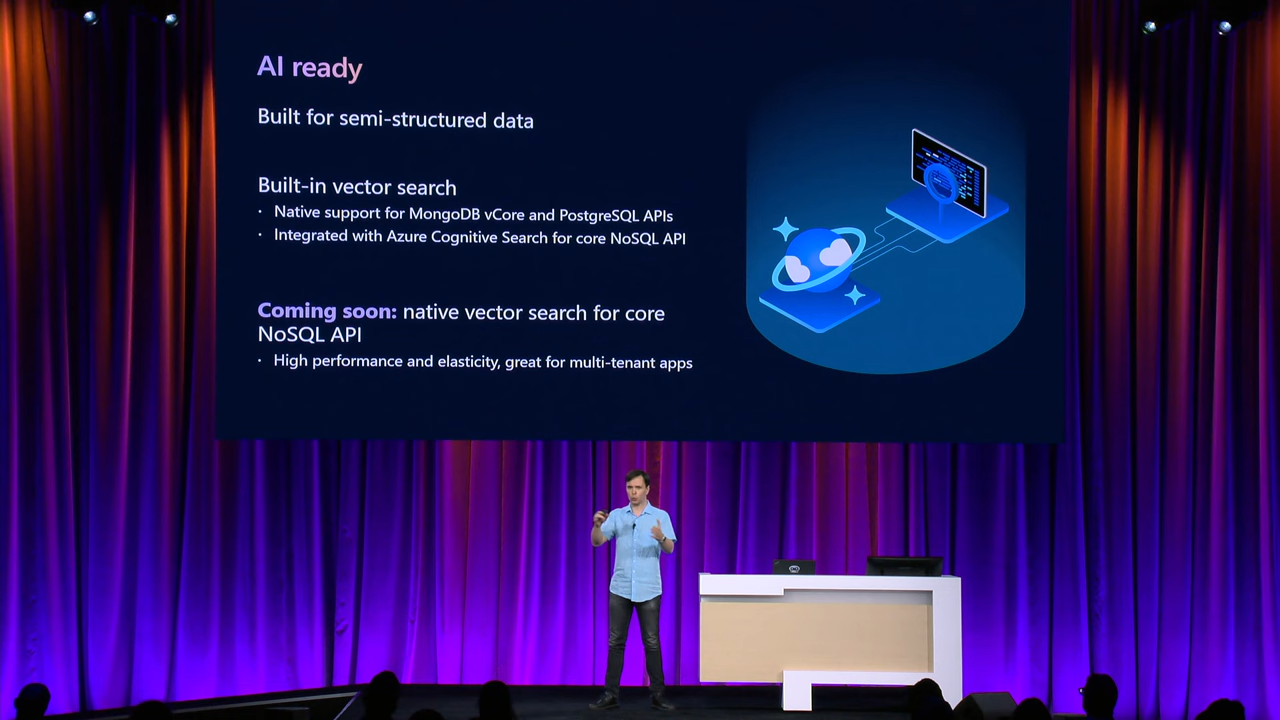 AI ready
Built for semi-structured data
Built-in vector search
· Native support for MongoDB vCore and PostgreSQL APIs
· Integrated with Azure Cognitive Search for core NoSQL API
Coming soon: native vector search for core
NoSQL API
· High performance and elasticity, great for multi-tenant apps